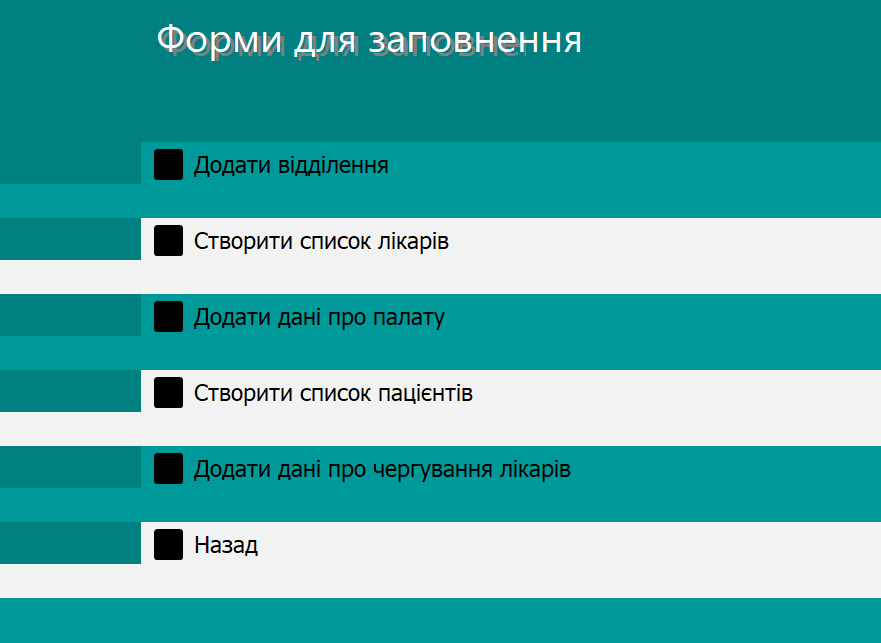 Форми для заповнення
Додати відділення
Створити список лікарів
Додати дані про палату
Створити список пацієнтів
Додати дані про чергування лікарів
Назад